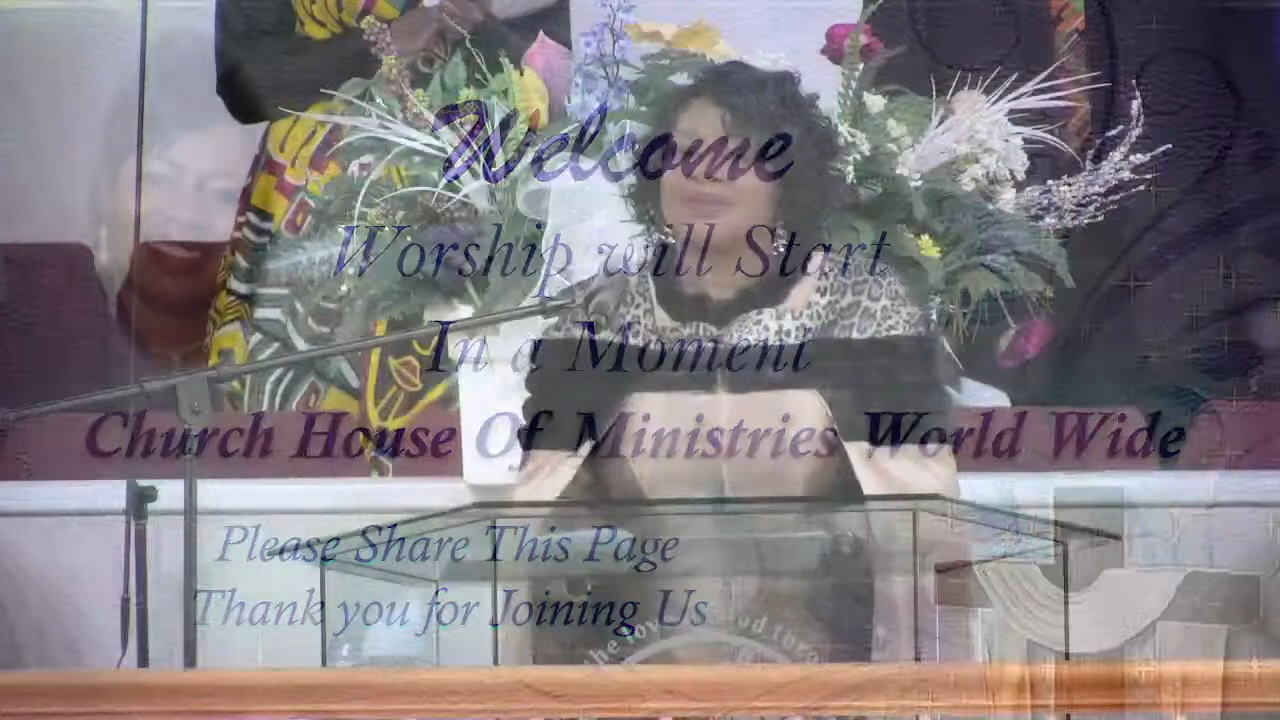 Welcome
Worship will Start
In a Moment
Church House Of Ministries World Wide
Please Share This Page
Thank you for Joining Us
the